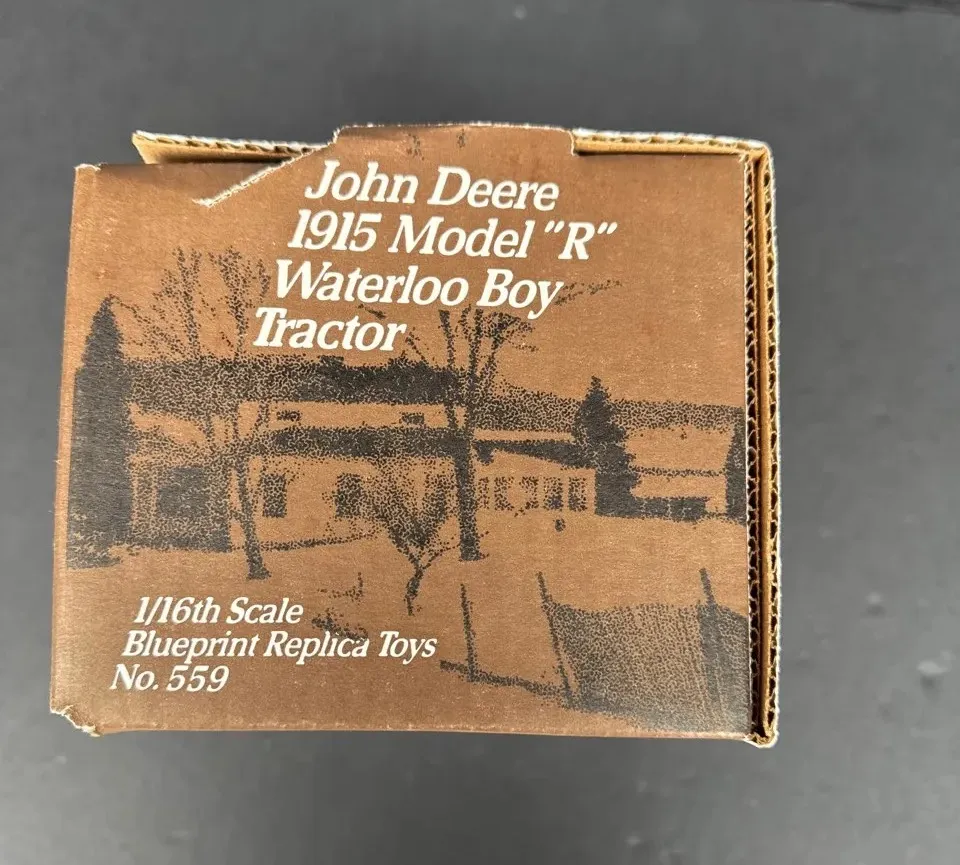 John Deere
1915 Model "R"
Waterloo Boy
Tractor
1/16th Scale
Blueprint Replica Toys
No. 559